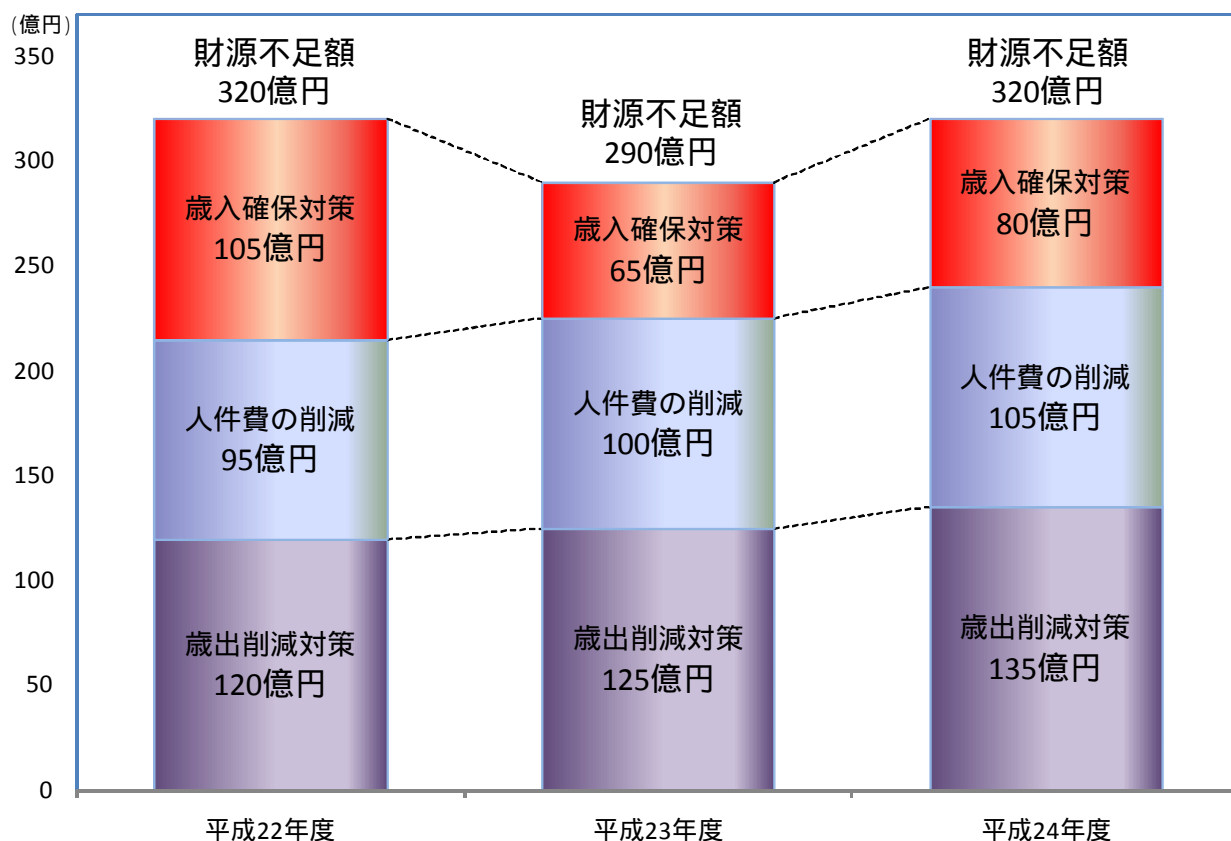 (億円)
350
300
250
200
150
100
50
0
財源不足額
320億円
歳入確保対策
105億円
人件費の削減
95億円
歳出削減対策
120億円
財源不足額
290億円
歳入確保対策
65億円
人件費の削減
100億円
歳出削減対策
125億円
財源不足額
320億円
歳入確保対策
80億円
人件費の削減
105億円
歳出削減対策
135億円
平成22年度
平成23年度
平成24年度